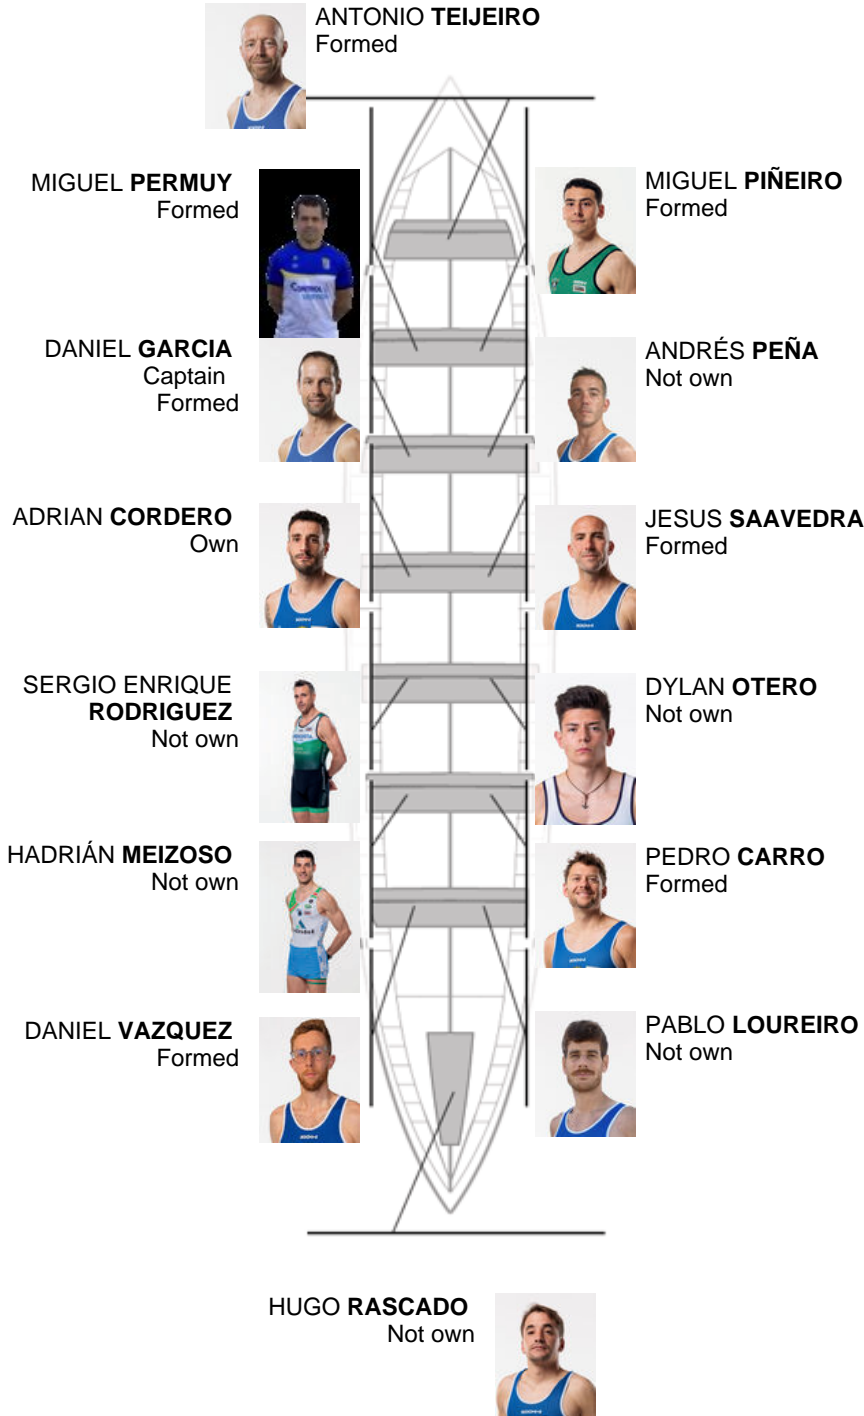 ANTONIO TEIJEIRO
Formed
MIGUEL PERMUY
Formed
MIGUEL PIÑEIRO
Formed
DANIEL GARCIA
Captain
Formed
ANDRÉS PEÑA
Not own
ADRIAN CORDERO
Own
JESUS SAAVEDRA
Formed
SERGIO ENRIQUE
RODRIGUEZ
Not own
DYLAN OTERO
Not own
HADRIÁN MEIZOSO
Not own
PEDRO CARRO
Formed
DANIEL VAZQUEZ
Formed
PABLO LOUREIRO
Not own
HUGO RASCADO
Not own